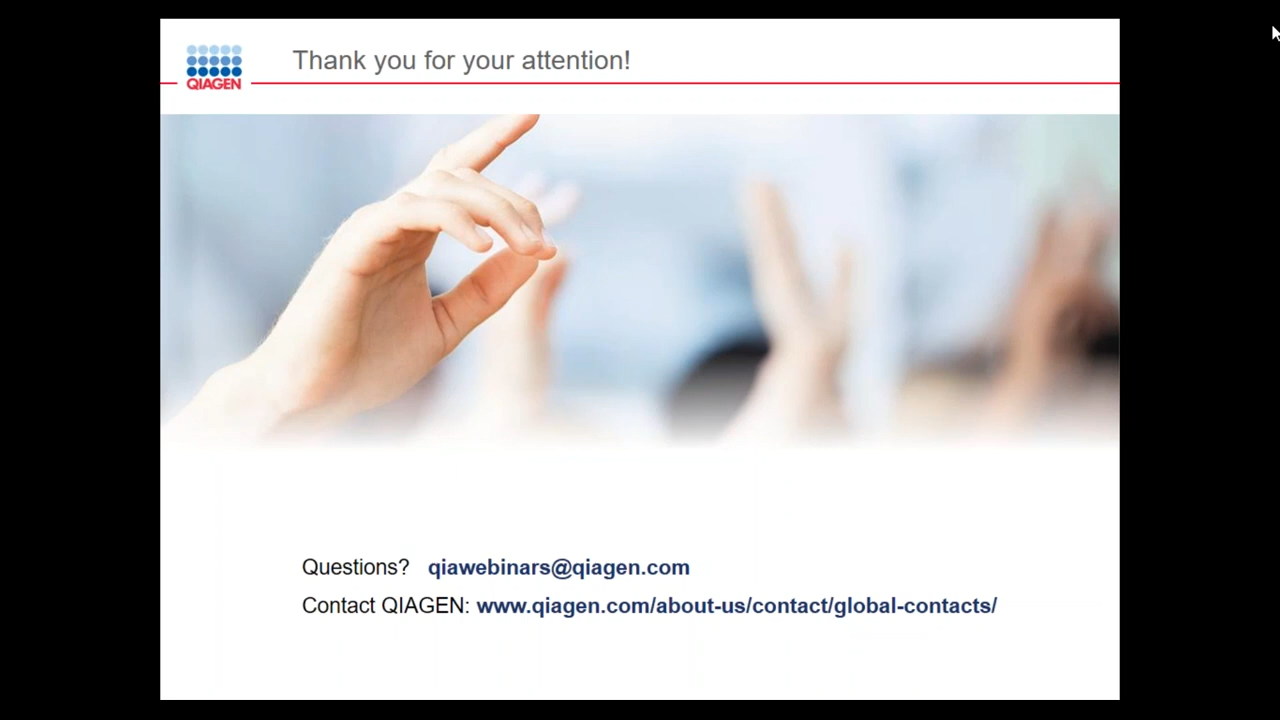 QIAGEN
Thank you for your attention!
Questions? qiawebinars@qiagen.com
Contact QIAGEN: www.qiagen.com/about-us/contact/global-contacts/